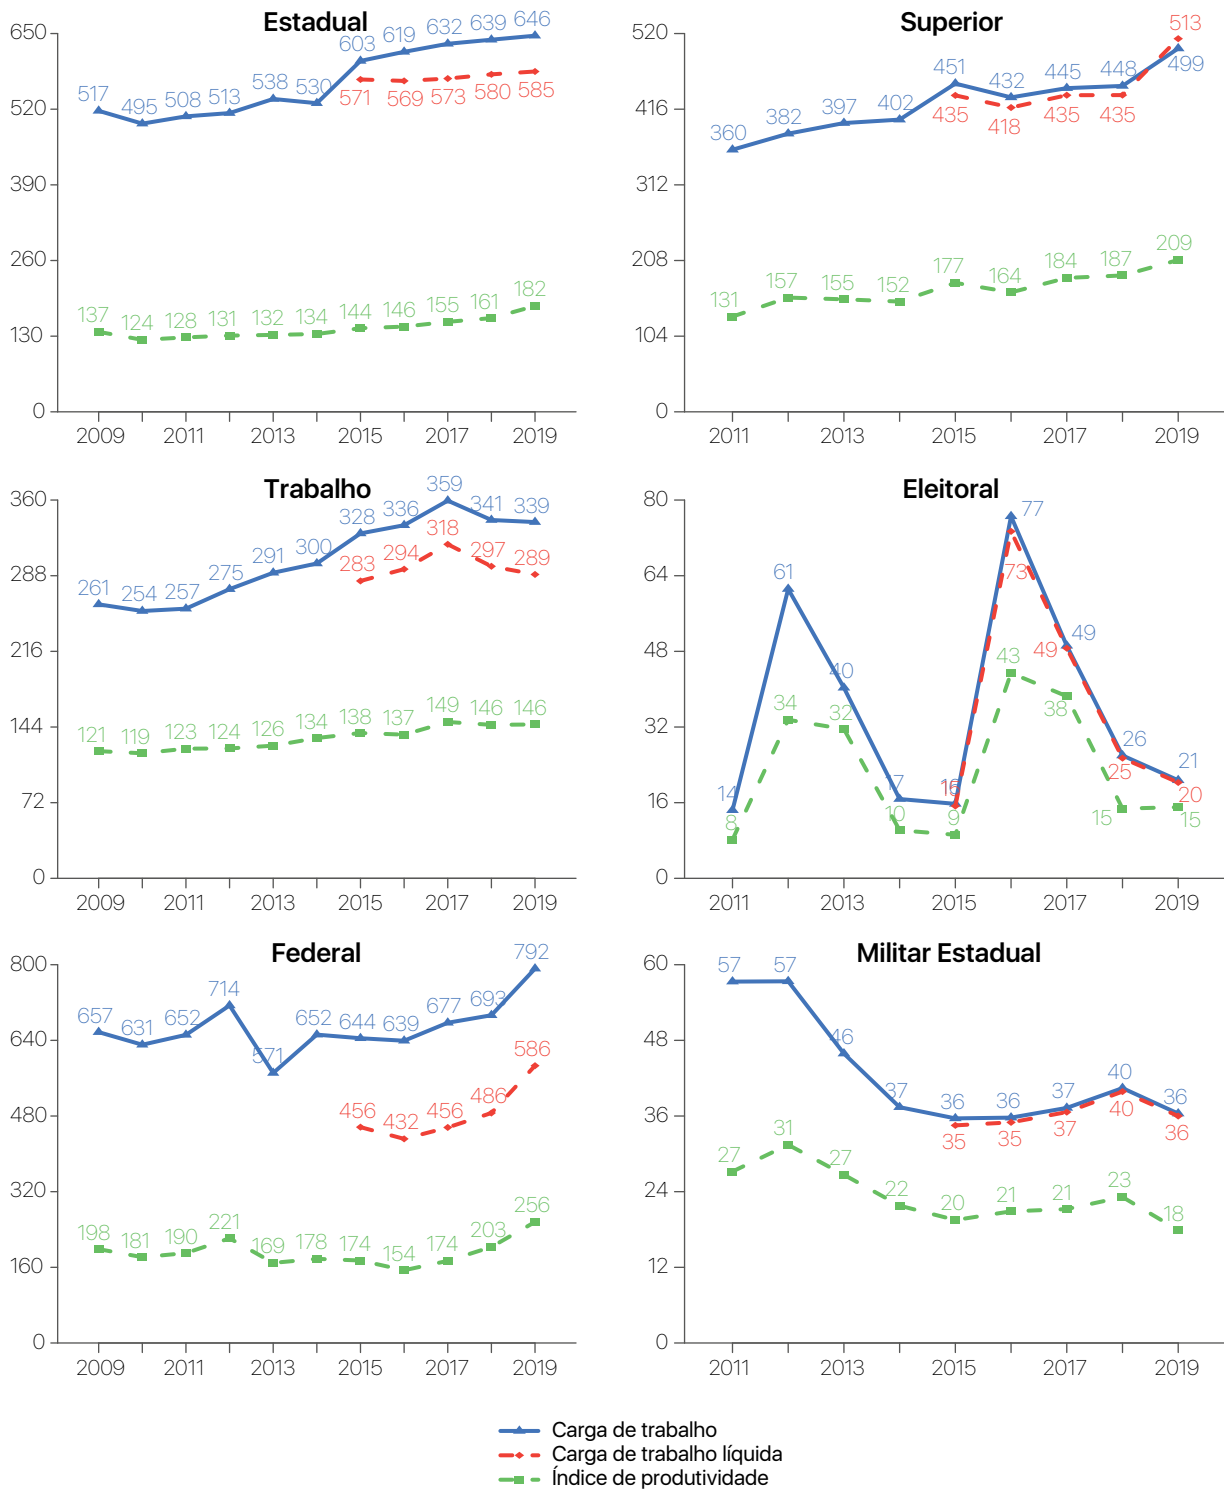 Estadual
650
520
390
260
130
0
517 495 508 513 538 530 603 619 632 639 646
571 569 573 580 585
137 124 128 131 132 134 144 146 155 161 182
2009 2011 2013 2015 2017 2019
Superior
520
416
312
208
104
0
360 382 397 402 451 432 445 448 499
435 418 435 435 513
131 157 155 152 177 164 184 187 209
2011 2013 2015 2017 2019
Trabalho
360
288
216
144
72
0
261 254 257 275 291 300 328 336 359 341 339
283 294 318 297 289
121 119 123 124 126 134 138 137 149 146 146
2009 2011 2013 2015 2017 2019
Eleitoral
80
64
48
32
16
0
14 61 40 17 77 49 26 21
73 49 25 20
8 34 32 10 9 43 38 15 15
2011 2013 2015 2017 2019
Federal
800
640
480
320
160
0
657 631 652 714 571 652 644 639 677 693 792
456 432 456 486 586
198 181 190 221 169 178 174 154 174 203 256
2009 2011 2013 2015 2017 2019
Militar Estadual
60
48
36
24
12
0
57 57 46 37 36 36 37 40 36
35 35 37 40 36
27 31 27 22 20 21 21 23 18
2011 2013 2015 2017 2019
Carga de trabalho
Carga de trabalho líquida
Índice de produtividade